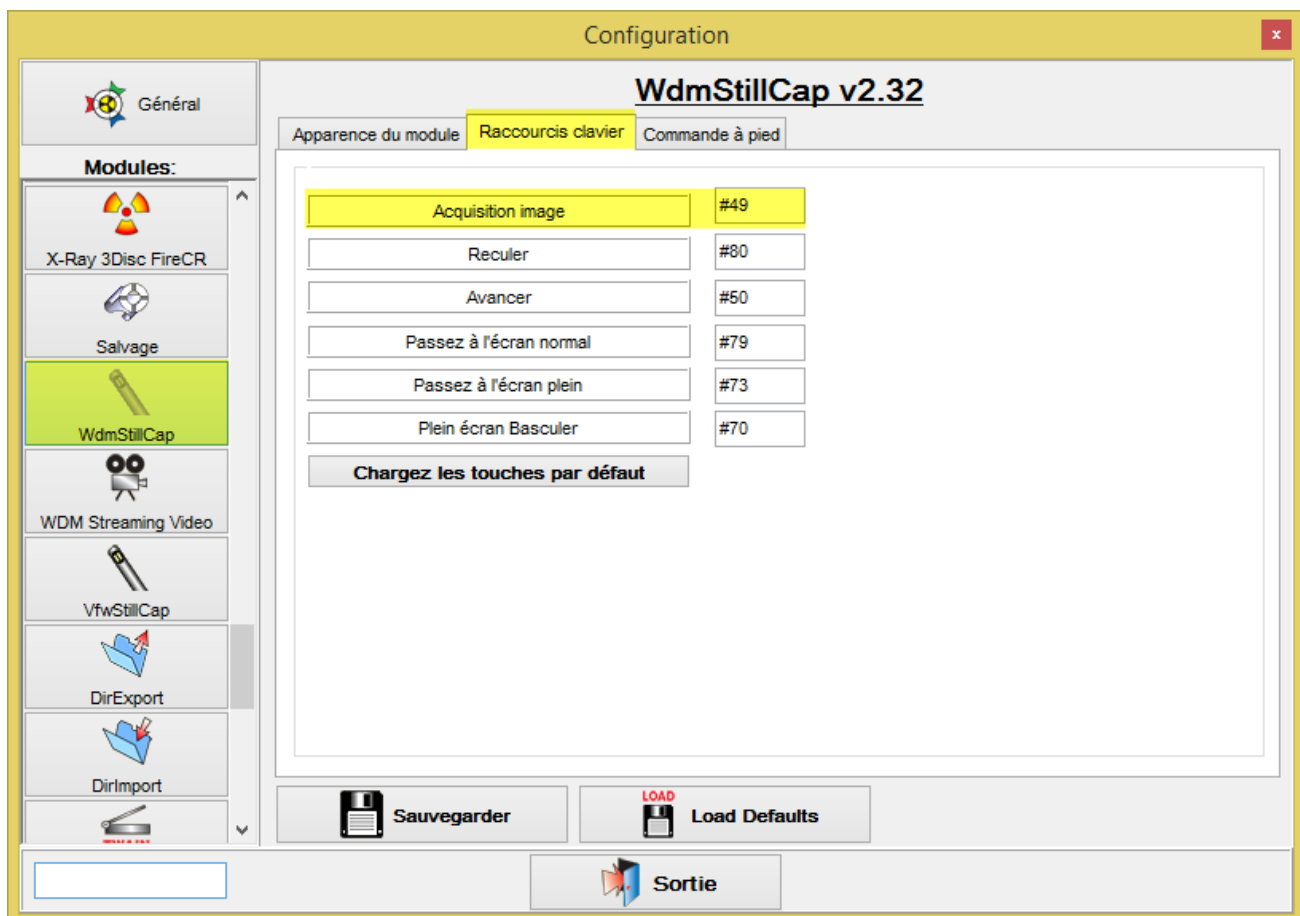 Configuration
x
Général
Modules:
X-Ray 3Disc FireCR
Salvage
WdmStillCap
WDM Streaming Video
VfwStillCap
DirExport
DirImport
WdmStillCap v2.32
Apparence du module
Raccourcis clavier
Commande à pied
Acquisition image #49
Reculer #80
Avancer #50
Passez à l'écran normal #79
Passez à l'écran plein #73
Plein écran Basculer #70
Chargez les touches par défaut
Sauvegarder
LOAD
Load Defaults
Sortie